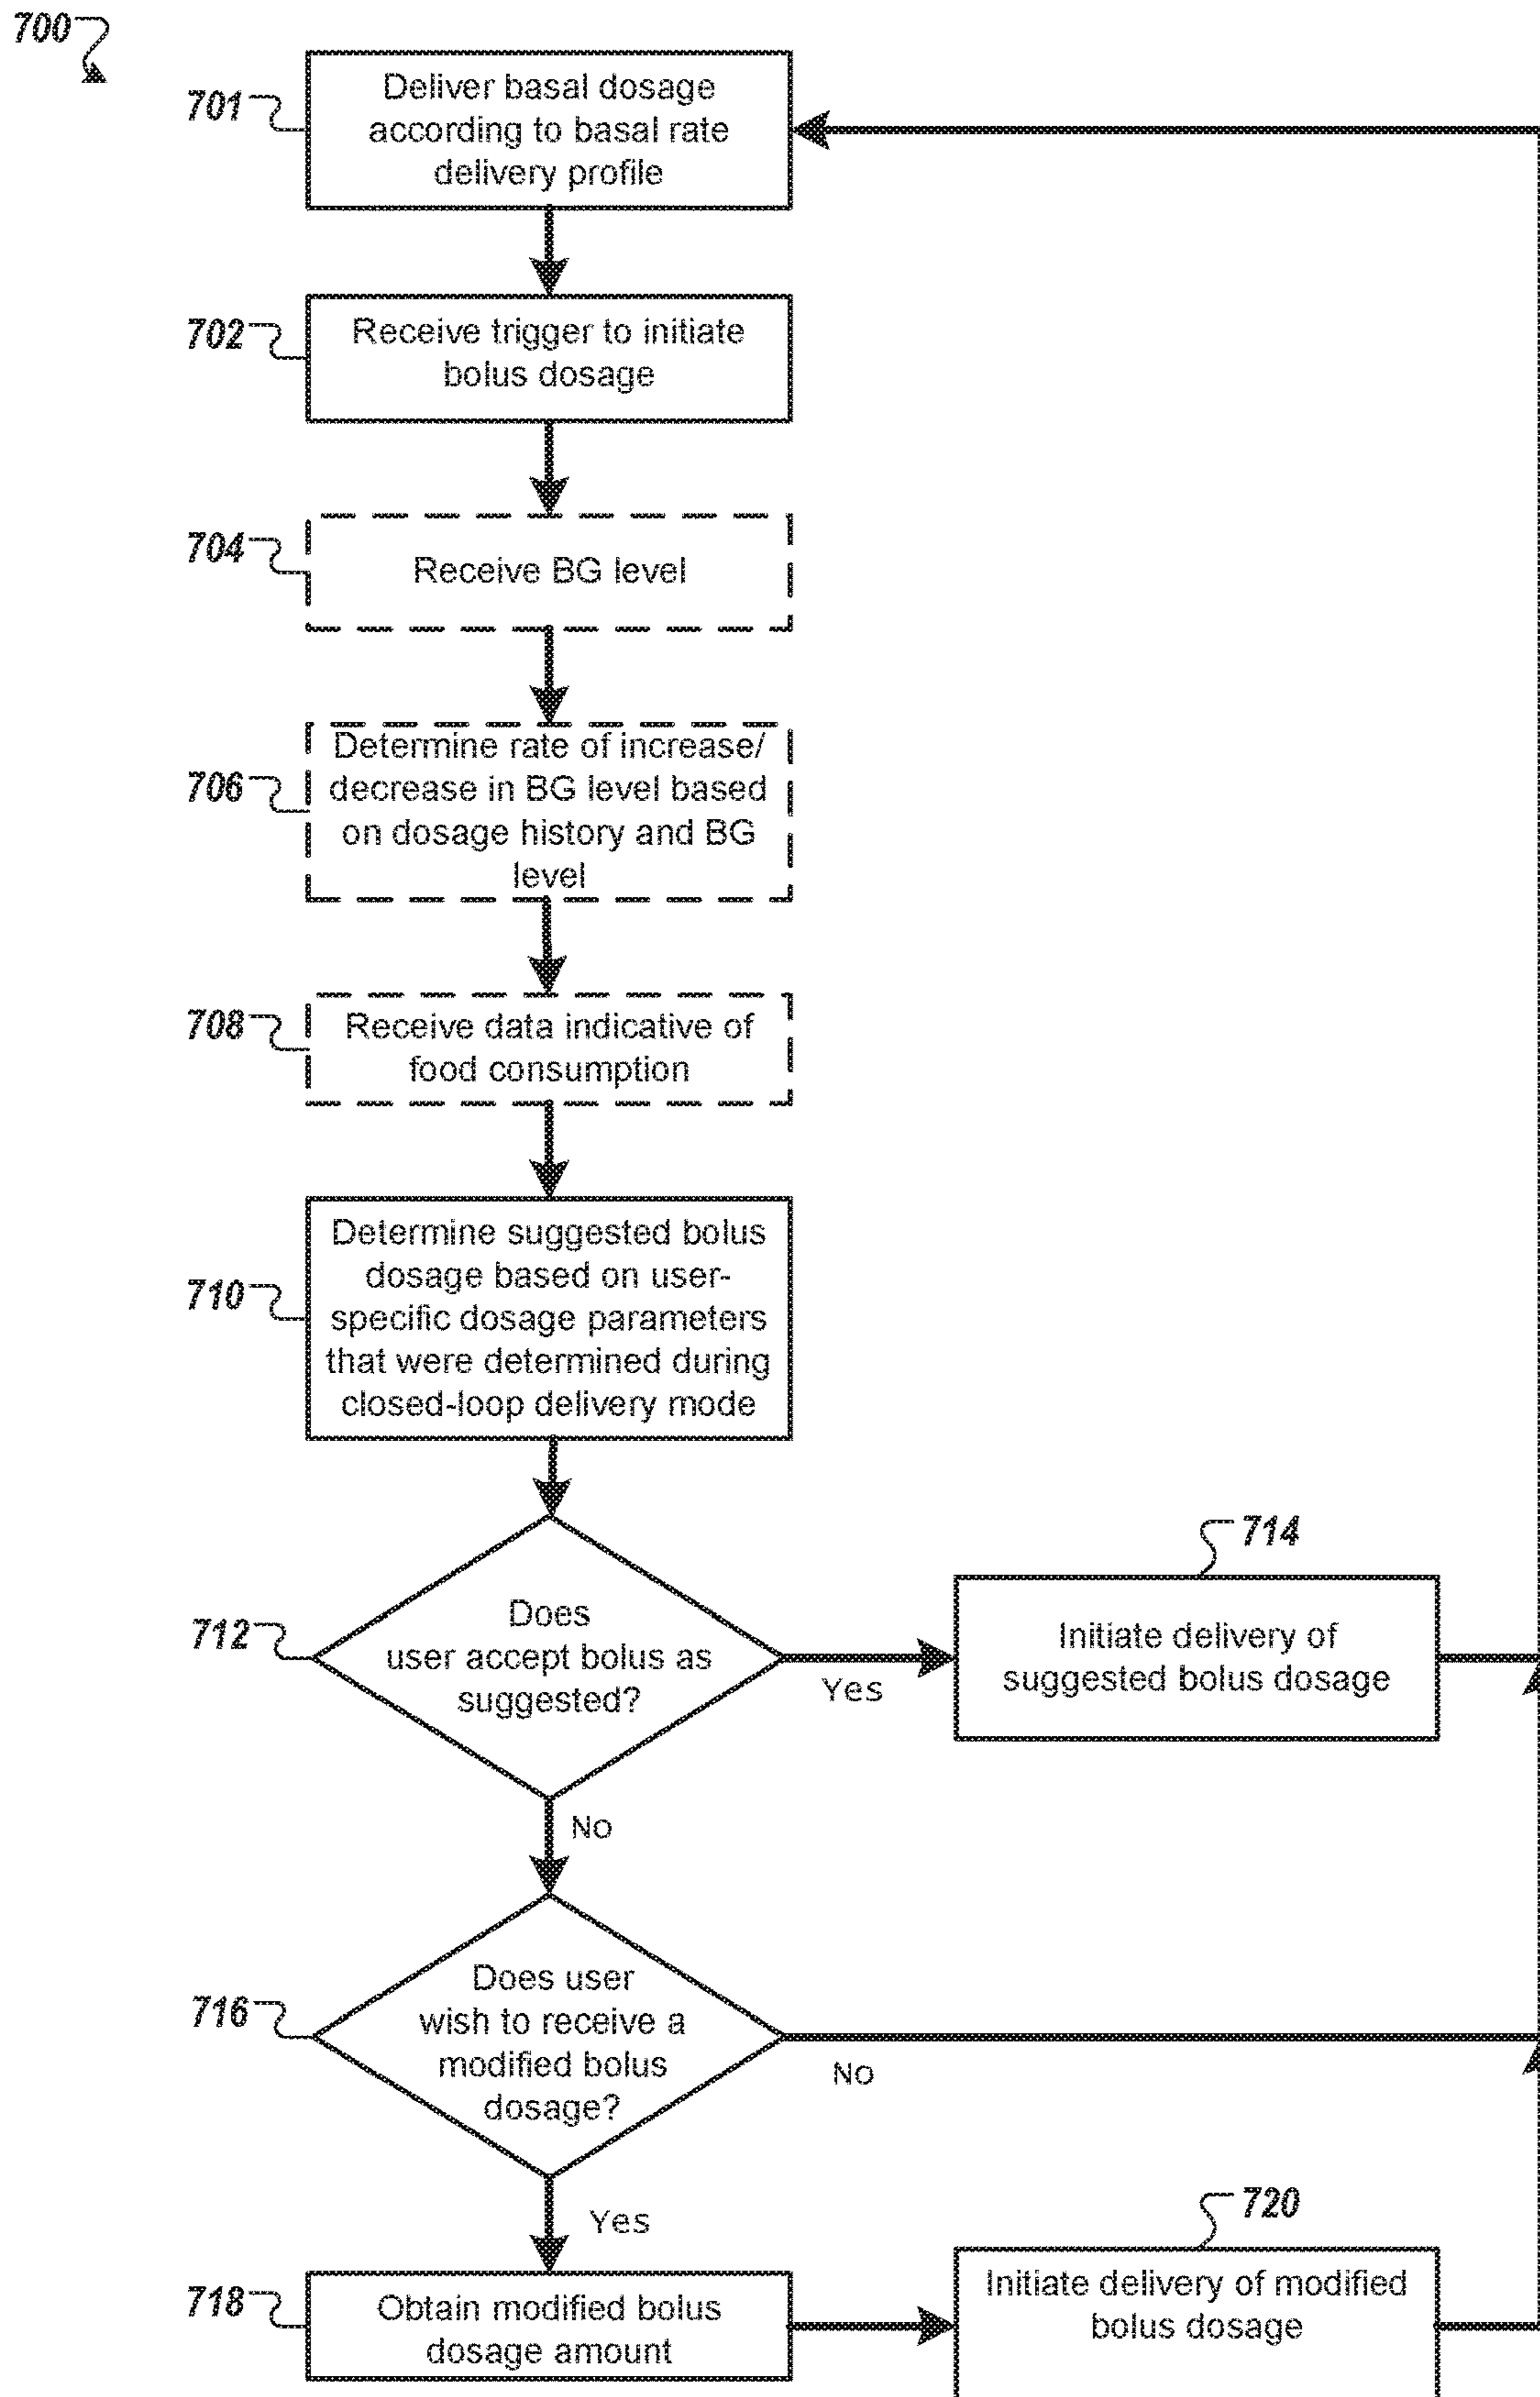 700
701
Deliver basal dosage
according to basal rate
delivery profile
702
Receive trigger to initiate
bolus dosage
704
Receive BG level
706
Determine rate of increase/
decrease in BG level based
on dosage history and BG
level
708
Receive data indicative of
food consumption
710
Determine suggested bolus
dosage based on user-
specific dosage parameters
that were determined during
closed-loop delivery mode
712
Does
user accept bolus as
suggested?
Yes
714
Initiate delivery of
suggested bolus dosage
No
716
Does user
wish to receive a
modified bolus
dosage?
No
Yes
718
Obtain modified bolus
dosage amount
720
Initiate delivery of modified
bolus dosage